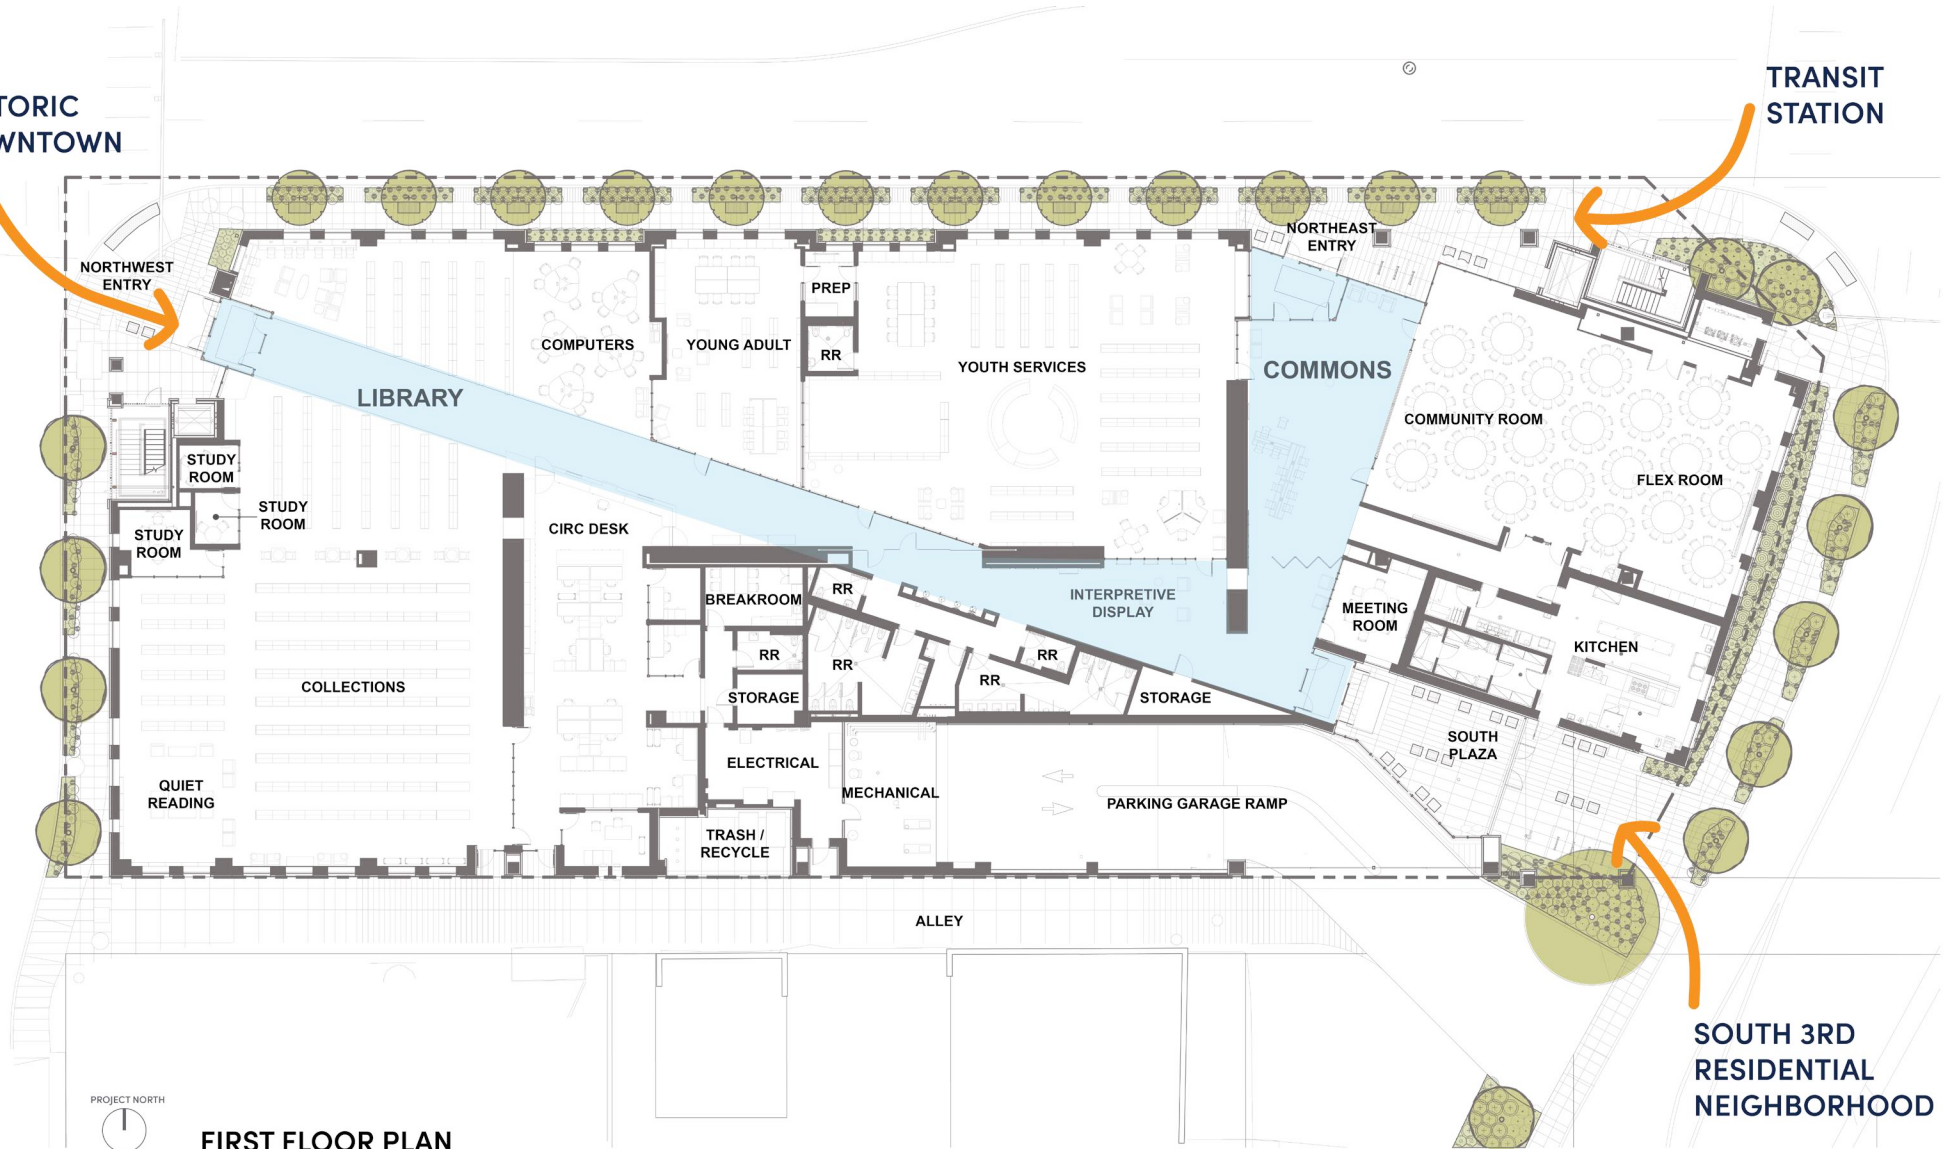 TORIC
WNTOWN
TRANSIT
STATION
NORTHWEST
ENTRY
NORTHEAST
ENTRY
PREP
RR
COMPUTERS
YOUNG ADULT
YOUTH SERVICES
COMMONS
LIBRARY
COMMUNITY ROOM
FLEX ROOM
STUDY
ROOM
STUDY
ROOM
STUDY
ROOM
CIRC DESK
BREAKROOM
RR
INTERPRETIVE
DISPLAY
MEETING
ROOM
KITCHEN
RR
RR
RR
RR
COLLECTIONS
STORAGE
STORAGE
SOUTH
PLAZA
ELECTRICAL
MECHANICAL
QUIET
READING
PARKING GARAGE RAMP
TRASH /
RECYCLE
ALLEY
SOUTH 3RD
RESIDENTIAL
NEIGHBORHOOD
PROJECT NORTH
FIRST FLOOR PLAN